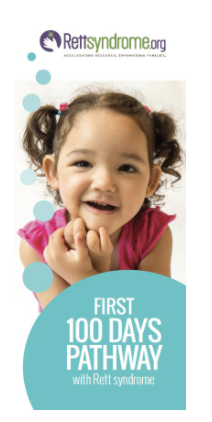 Rettsyndrome.org
ACCELERATING RESEARCH, EMPOWERING FAMILIES.
FIRST
100 DAYS
PATHWAY
with Rett syndrome